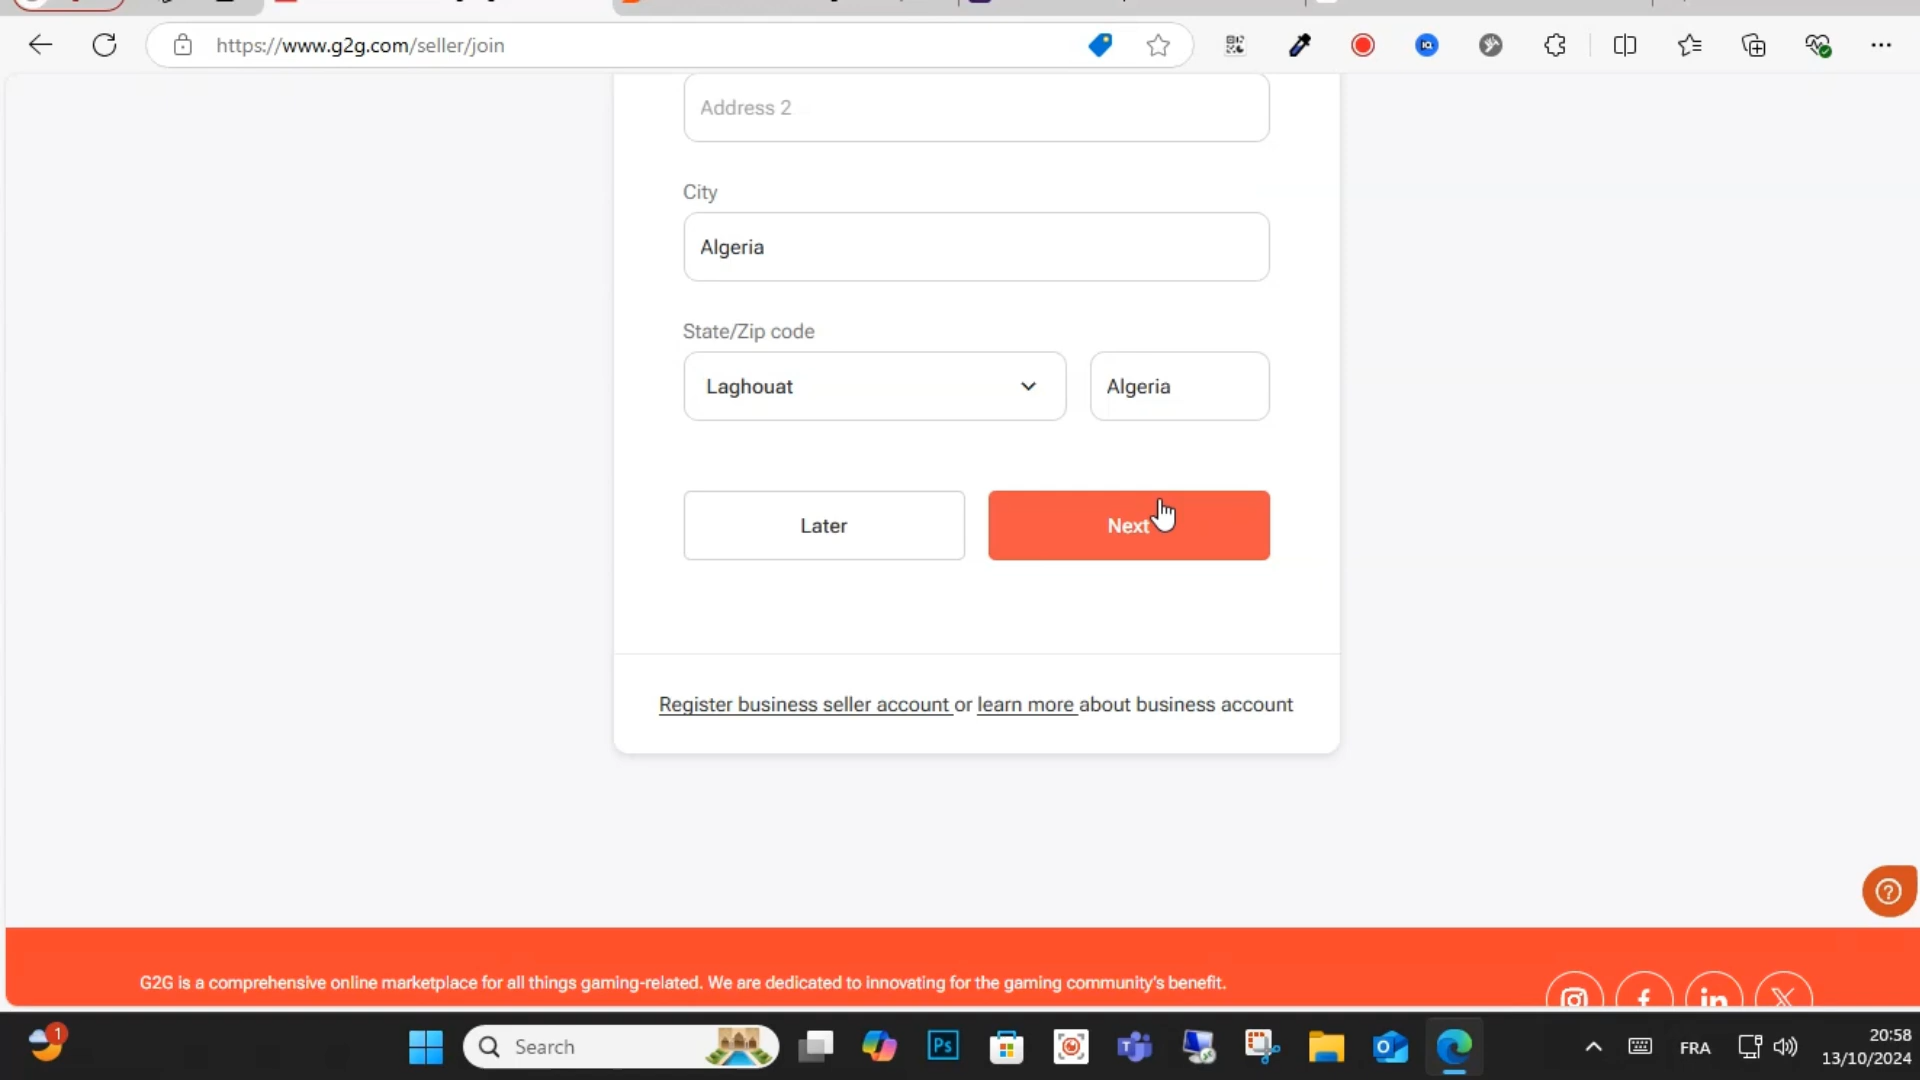 https://www.g2g.com/seller/join
Address 2
City
Algeria
State/Zip code
Laghouat
Algeria
Later
Next
Register business seller account or learn more about business account
G2G is a comprehensive online marketplace for all things gaming-related. We are dedicated to innovating for the gaming community's benefit.
1
Search
Ps
FRA
20:58
13/10/2024